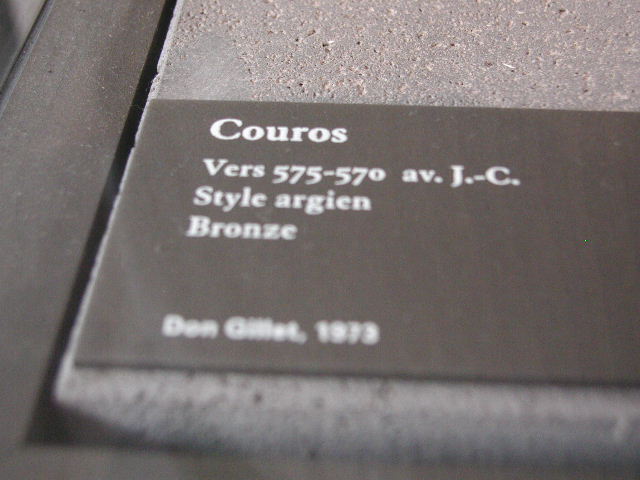 Couros
Vers 575-570 av. J.-C.
Style argien
Bronze
Don Gillet, 1973